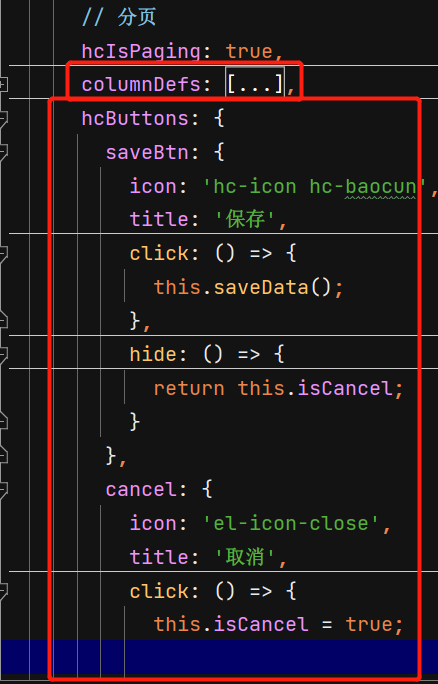 // 分页
hcIsPaging: true,
columnDefs: [...],
hcButtons: {
saveBtn: {
icon: 'hc-icon hc-baocun',
title: '保存',
click: () => {
this.saveData();
},
hide: () => {
return this.isCancel;
}
},
cancel: {
icon: 'el-icon-close',
title: '取消',
click: () => {
this.isCancel = true;